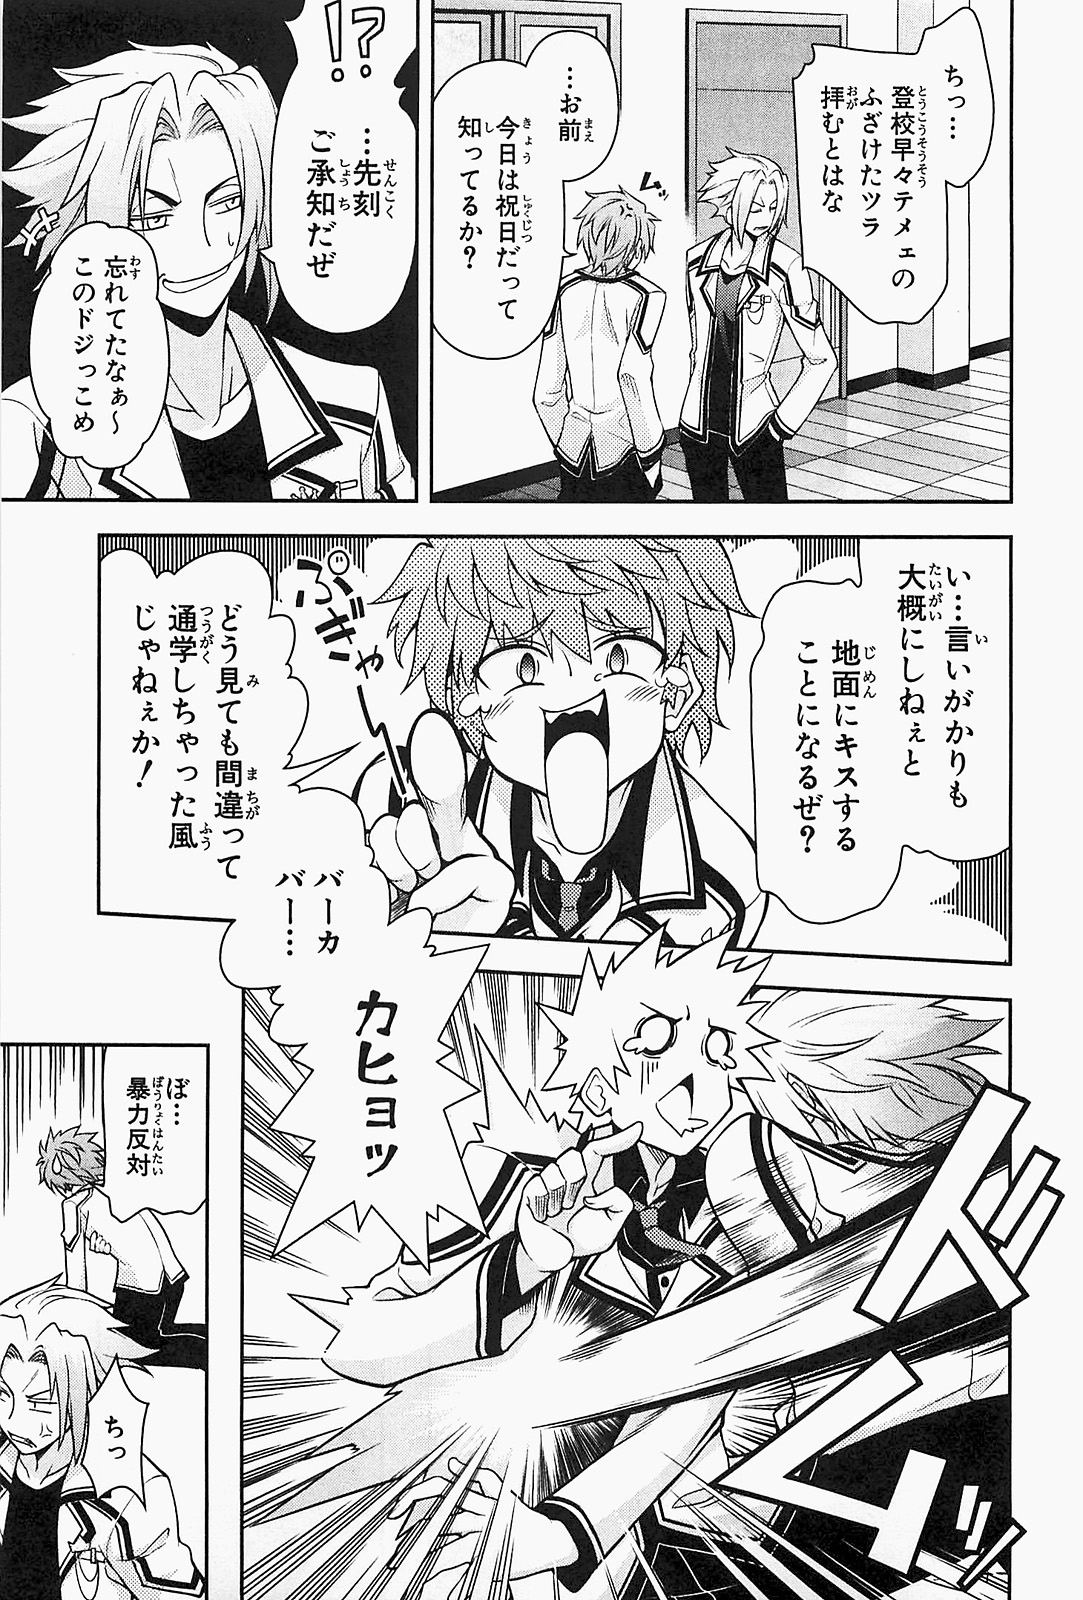 ちっ…
登校早々テメェの
ふざけたツラ
拝むとはな
ムッ
…お前
今日は祝日だって
知ってるか?
!?
…先刻
ご承知だぜ
忘れてたなぁ〜
このドジっこめ
い…言いがかりも
大概にしねぇと
地面にキスする
ことになるぜ?
ぷぎゃー
どう見ても間違って
通学しちゃった風
じゃねぇか!
バーカ
バー…
カヒョッ
ドズッ
ぼ…
暴力反対
ちっ